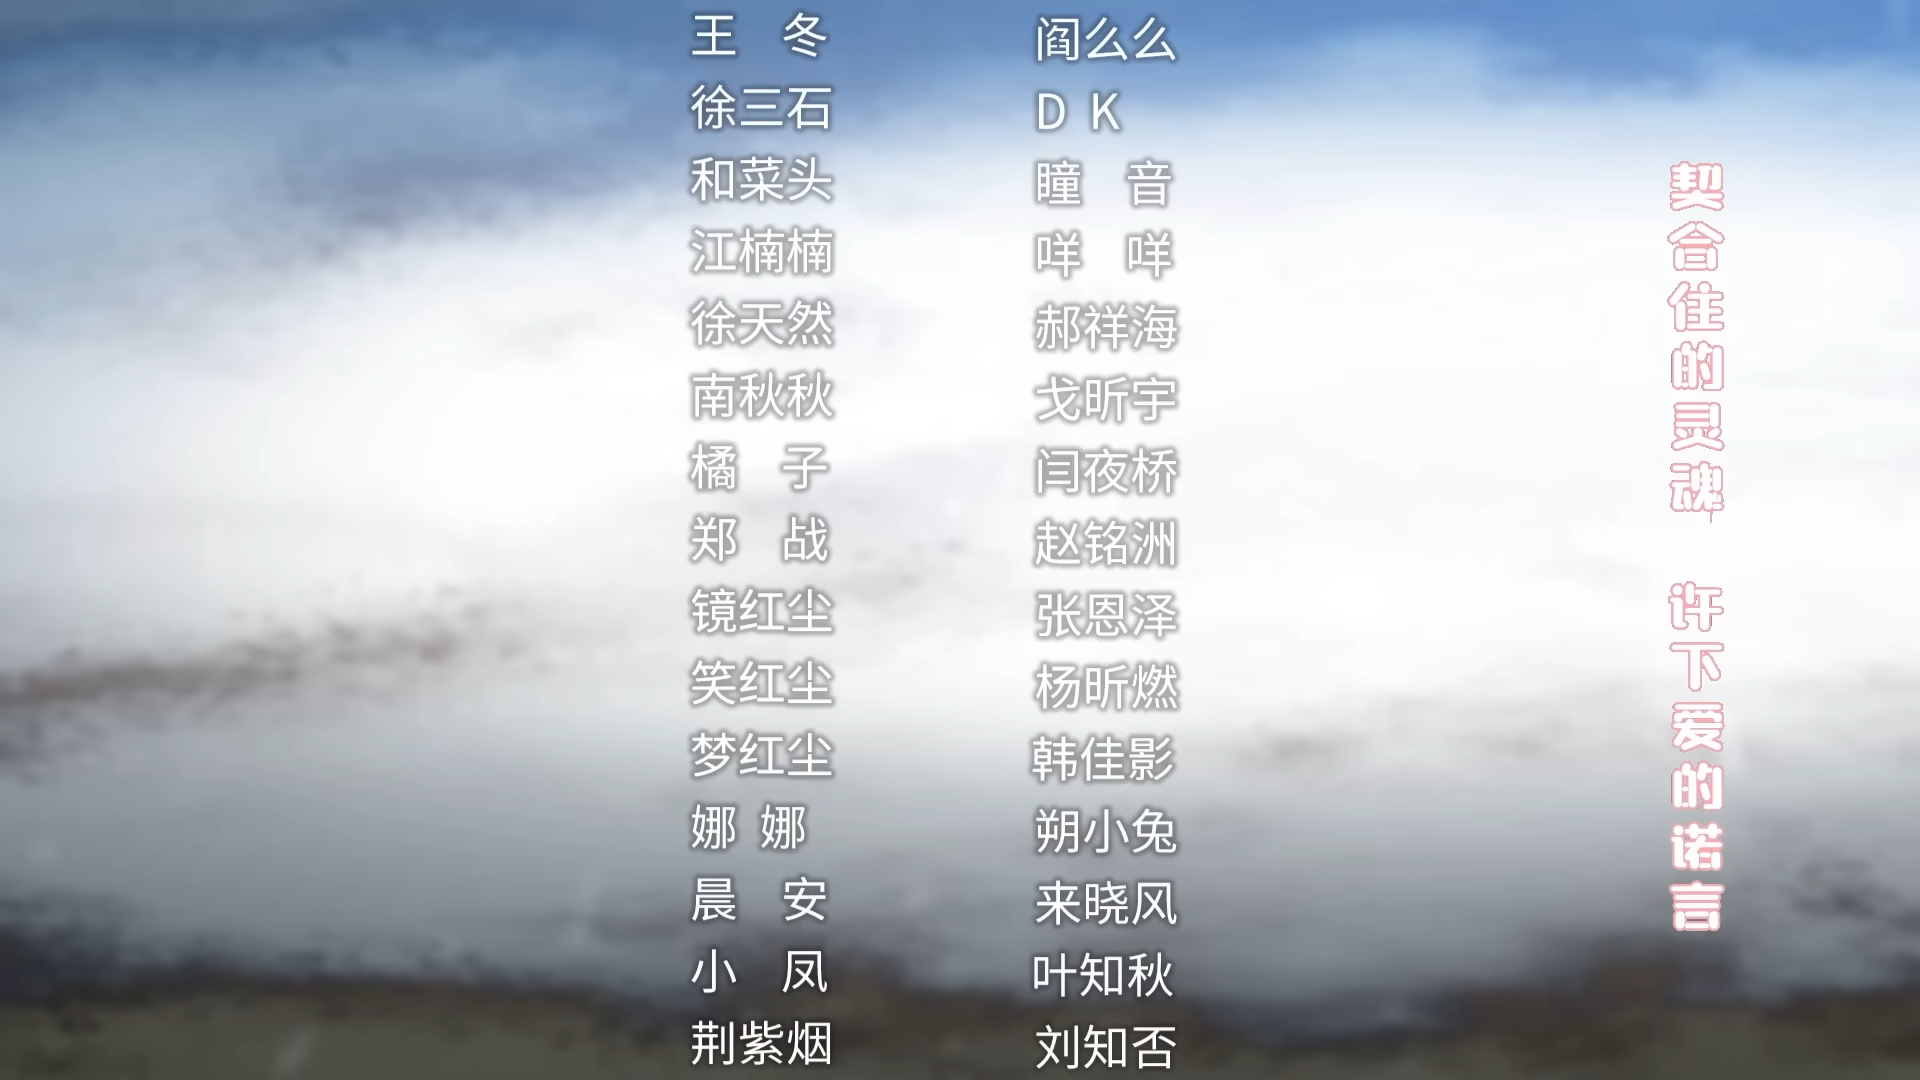 王 冬 阎么么
徐三石 D K
和菜头 瞳 音
江楠楠 咩 咩
徐天然 郝祥海
南秋秋 戈昕宇
橘 子 闫夜桥
郑 战 赵铭洲
镜红尘 张恩泽
笑红尘 杨昕燃
梦红尘 韩佳影
娜 娜 朔小兔
晨 安 来晓风
小 凤 叶知秋
荆紫烟 刘知否
契合住的灵魂 许下爱的诺言